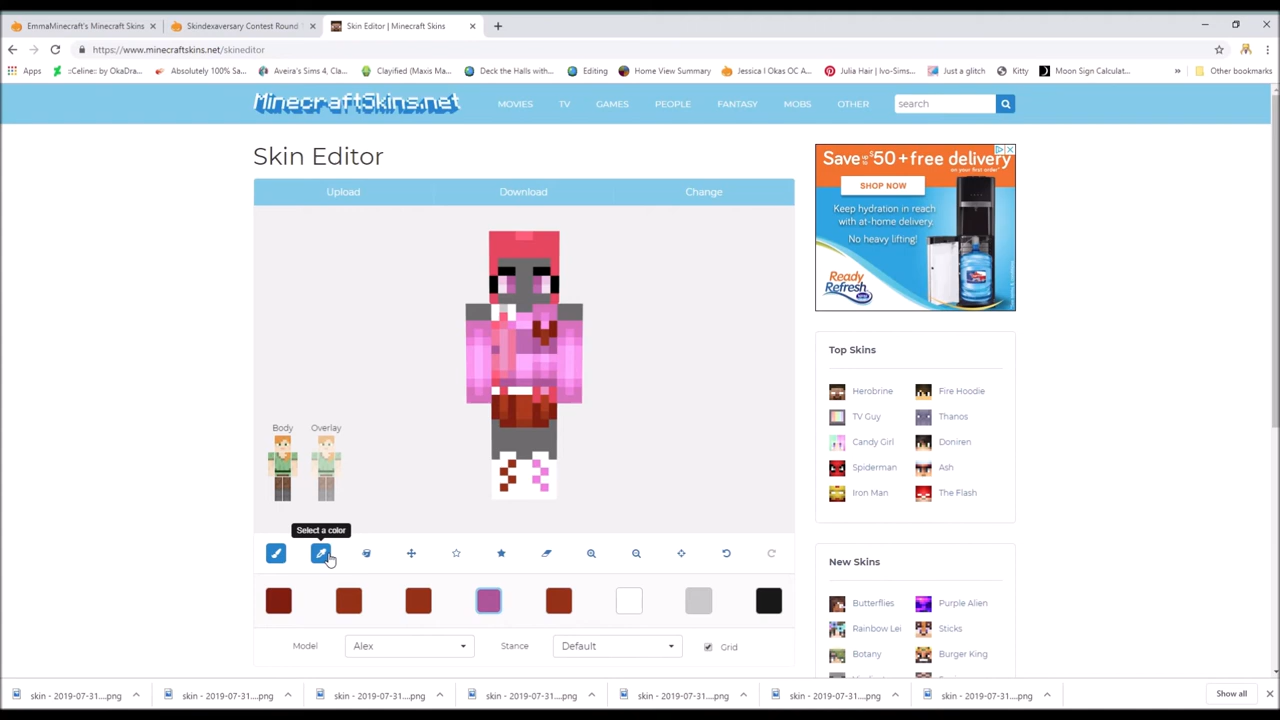 EmmaMinecraft's Minecraft Skins
Skindexaversary Contest Round
Skin Editor | Minecraft Skins
https://www.minecraftskins.net/skineditor
Apps
::Celine:: by OkaDra...
Absolutely 100% Sa...
Aveira's Sims 4, Cla...
Clayified (Maxis Ma...
Deck the Halls with...
Editing
Home View Summary
Jessica I Okas OC A...
Julia Hair | Ivo-Sims...
Just a glitch
Kitty
Moon Sign Calculat...
»
Other bookmarks
MinecraftSkins.net
MOVIES
TV
GAMES
PEOPLE
FANTASY
MOBS
OTHER
search
Skin Editor
Upload
Download
Change
Body
Overlay
Select a color
Model
Alex
Stance
Default
Grid
Save up to $50 + free delivery
on your first order*
SHOP NOW
Keep hydration in reach
with at-home delivery.
No heavy lifting!
Ready
Refresh
Top Skins
Herobrine
Fire Hoodie
TV Guy
Thanos
Candy Girl
Doniren
Spiderman
Ash
Iron Man
The Flash
New Skins
Butterflies
Purple Alien
Rainbow Le
Sticks
Botany
Burger King
skin - 2019-07-31....png
skin - 2019-07-31....png
skin - 2019-07-31....png
skin - 2019-07-31....png
skin - 2019-07-31....png
skin - 2019-07-31....png
skin - 2019-07-31....png
Show all